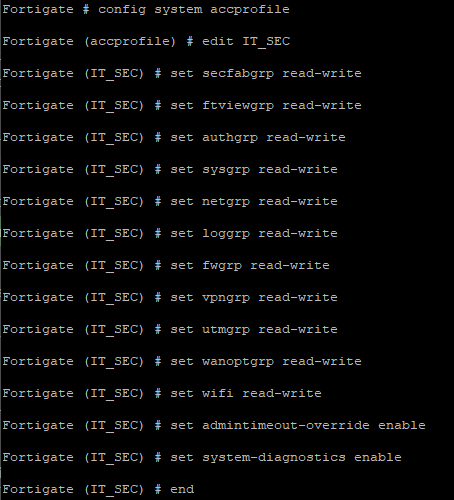 Fortigate # config system accprofile
Fortigate (accprofile) # edit IT_SEC
Fortigate (IT_SEC) # set secfabgrp read-write
Fortigate (IT_SEC) # set ftviewgrp read-write
Fortigate (IT_SEC) # set authgrp read-write
Fortigate (IT_SEC) # set sysgrp read-write
Fortigate (IT_SEC) # set netgrp read-write
Fortigate (IT_SEC) # set loggrp read-write
Fortigate (IT_SEC) # set fwgrp read-write
Fortigate (IT_SEC) # set vpngrp read-write
Fortigate (IT_SEC) # set utmgrp read-write
Fortigate (IT_SEC) # set wanoptgrp read-write
Fortigate (IT_SEC) # set wifi read-write
Fortigate (IT_SEC) # set admintimeout-override enable
Fortigate (IT_SEC) # set system-diagnostics enable
Fortigate (IT_SEC) # end